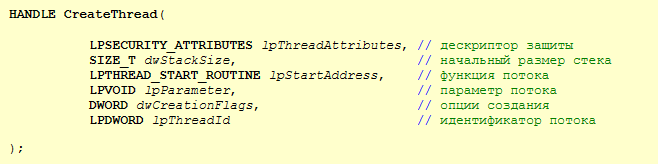 HANDLE CreateThread(
LPSECURITY_ATTRIBUTES lpThreadAttributes, // дескриптор защиты
SIZE_T dwStackSize, // начальный размер стека
LPTHREAD_START_ROUTINE lpStartAddress, // функция потока
LPVOID lpParameter, // параметр потока
DWORD dwCreationFlags, // опции создания
LPDWORD lpThreadId // идентификатор потока
);